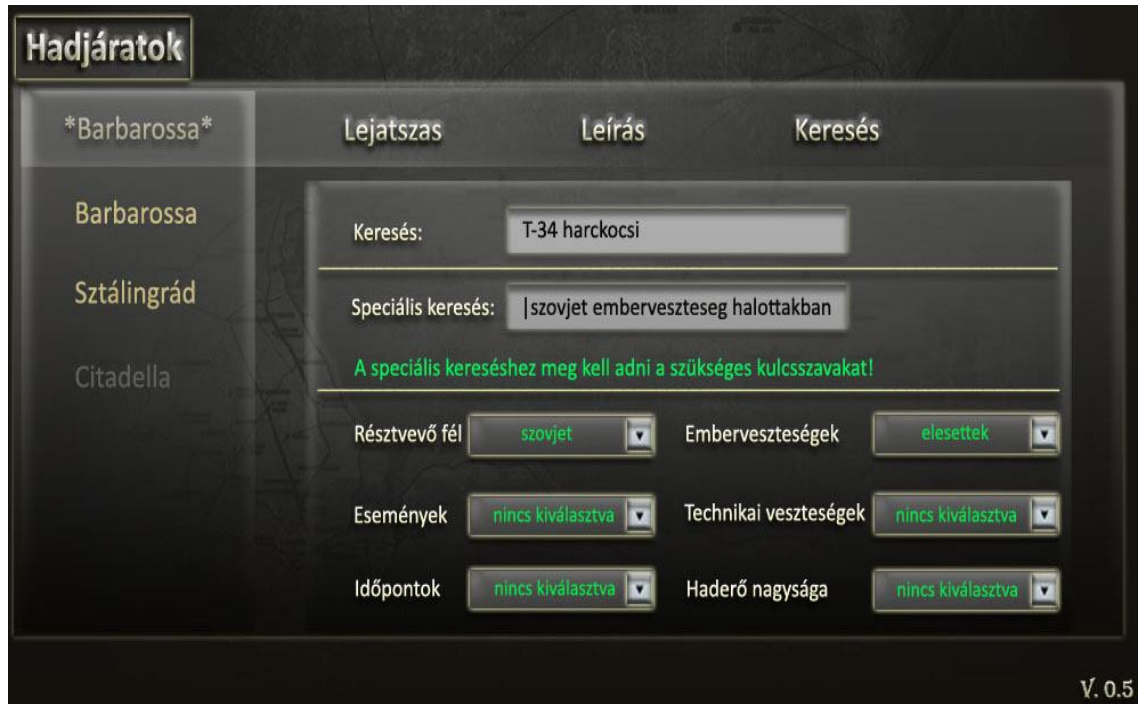 Hadjáratok
*Barbarossa*
Lejatszas
Leírás
Keresés
Barbarossa
Sztálingrád
Citadella
Keresés:
T-34 harckocsi
Speciális keresés:
|szovjet emberveszteseg halottakban
A speciális kereséshez meg kell adni a szükséges kulcsszavakat!
Résztvevő fél
szovjet
Emberveszteségek
elesettek
Események
nincs kiválasztva
Technikai veszteségek
nincs kiválasztva
Időpontok
nincs kiválasztva
Haderő nagysága
nincs kiválasztva
V. 0.5